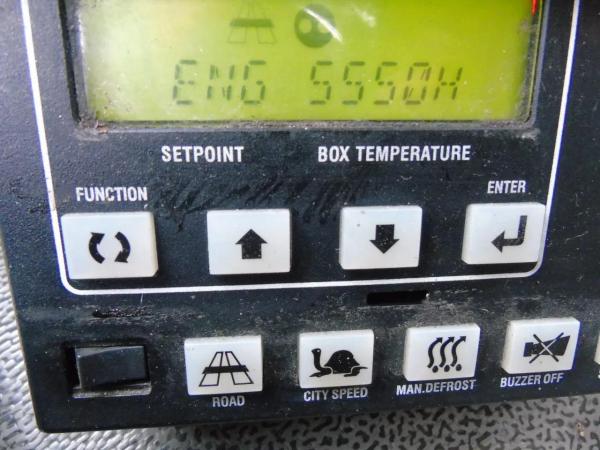 ENG 5550H
SETPOINT BOX TEMPERATURE
FUNCTION ENTER
ROAD CITY SPEED MAN.DEFROST BUZZER OFF